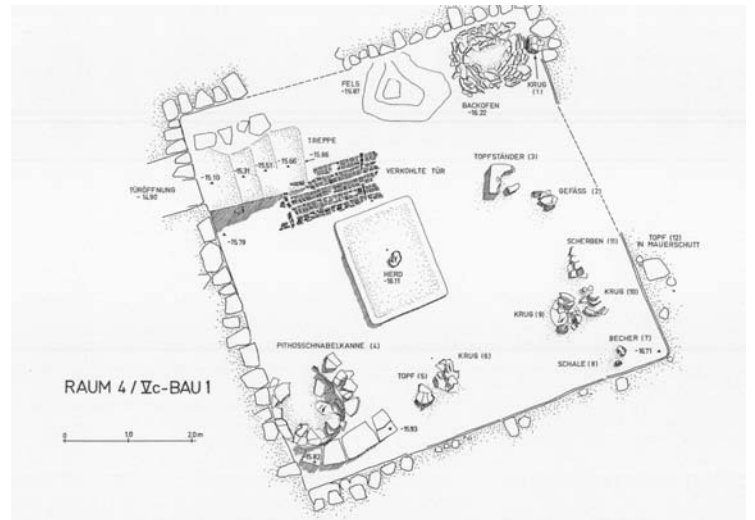 FELS
-15.87
BACKOFEN
-16.22
KRUG
(1)
TREPPE
-15.86
-15.66
-15.51
-15.31
-15.10
TÜRÖFFNUNG
-14.90
VERKOHLTE TÜR
TOPFSTÄNDER (3)
GEFÄSS (2)
-15.78
SCHERBEN (11)
TOPF (12)
IN MAUERSCHUTT
HERD
-16.11
KRUG (10)
KRUG (9)
PITHOSSCHNABELKANNE (4)
KRUG (6)
TOPF (5)
BECHER (7)
-16.71
SCHALE (8)
RAUM 4 / Vc-BAU 1
0 1,0 2,0m
-15.93
-15.82